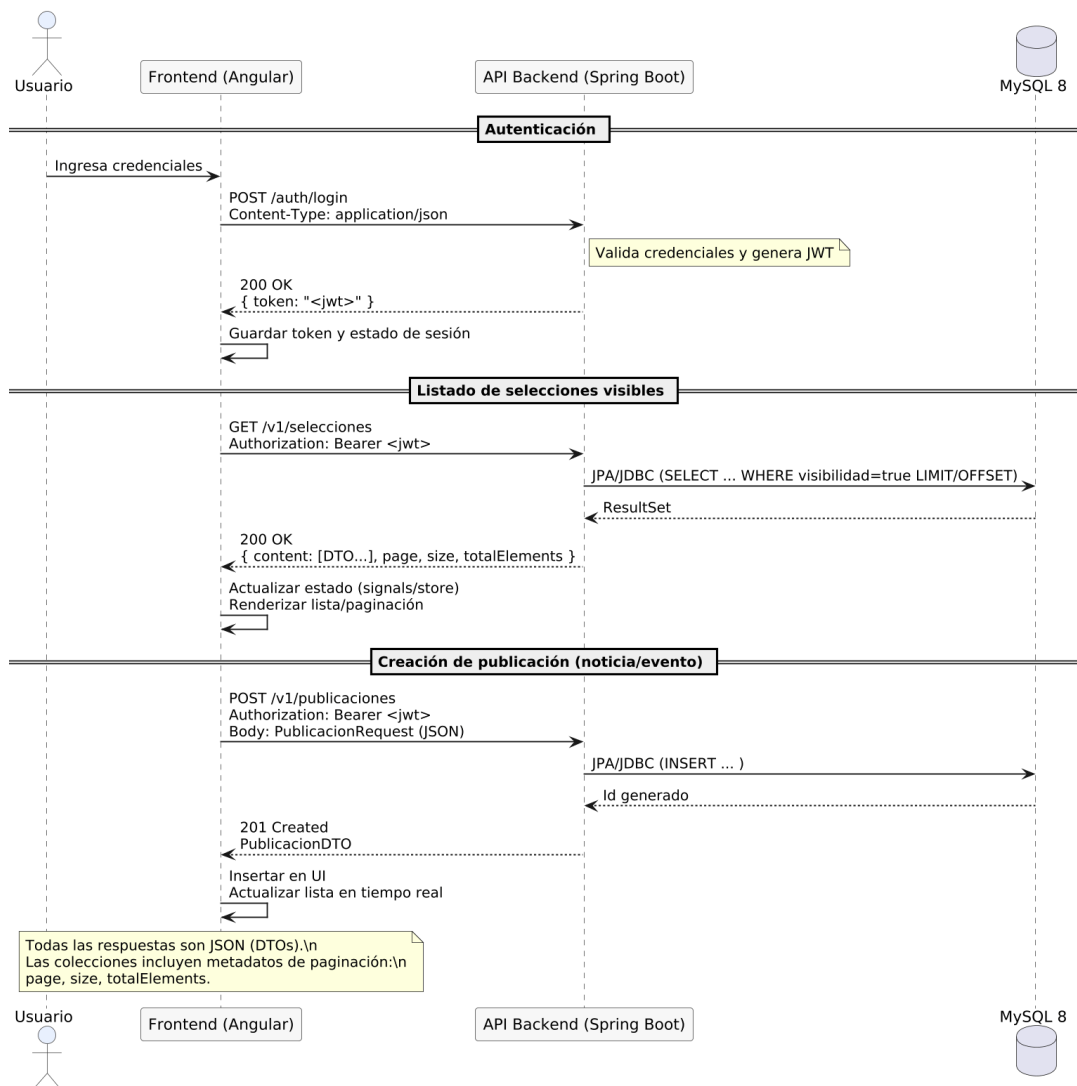 Usuario
Frontend (Angular)
API Backend (Spring Boot)
MySQL 8
Autenticación
Ingresa credenciales
POST /auth/login
Content-Type: application/json
Valida credenciales y genera JWT
200 OK
{ token: "<jwt>" }
Guardar token y estado de sesión
Listado de selecciones visibles
GET /v1/selecciones
Authorization: Bearer <jwt>
JPA/JDBC (SELECT ... WHERE visibilidad=true LIMIT/OFFSET)
ResultSet
200 OK
{ content: [DTO...], page, size, totalElements }
Actualizar estado (signals/store)
Renderizar lista/paginación
Creación de publicación (noticia/evento)
POST /v1/publicaciones
Authorization: Bearer <jwt>
Body: PublicacionRequest (JSON)
JPA/JDBC (INSERT ... )
Id generado
201 Created
PublicacionDTO
Insertar en UI
Actualizar lista en tiempo real
Todas las respuestas son JSON (DTOs).\n
Las colecciones incluyen metadatos de paginación:\n
page, size, totalElements.
Usuario
Frontend (Angular)
API Backend (Spring Boot)
MySQL 8